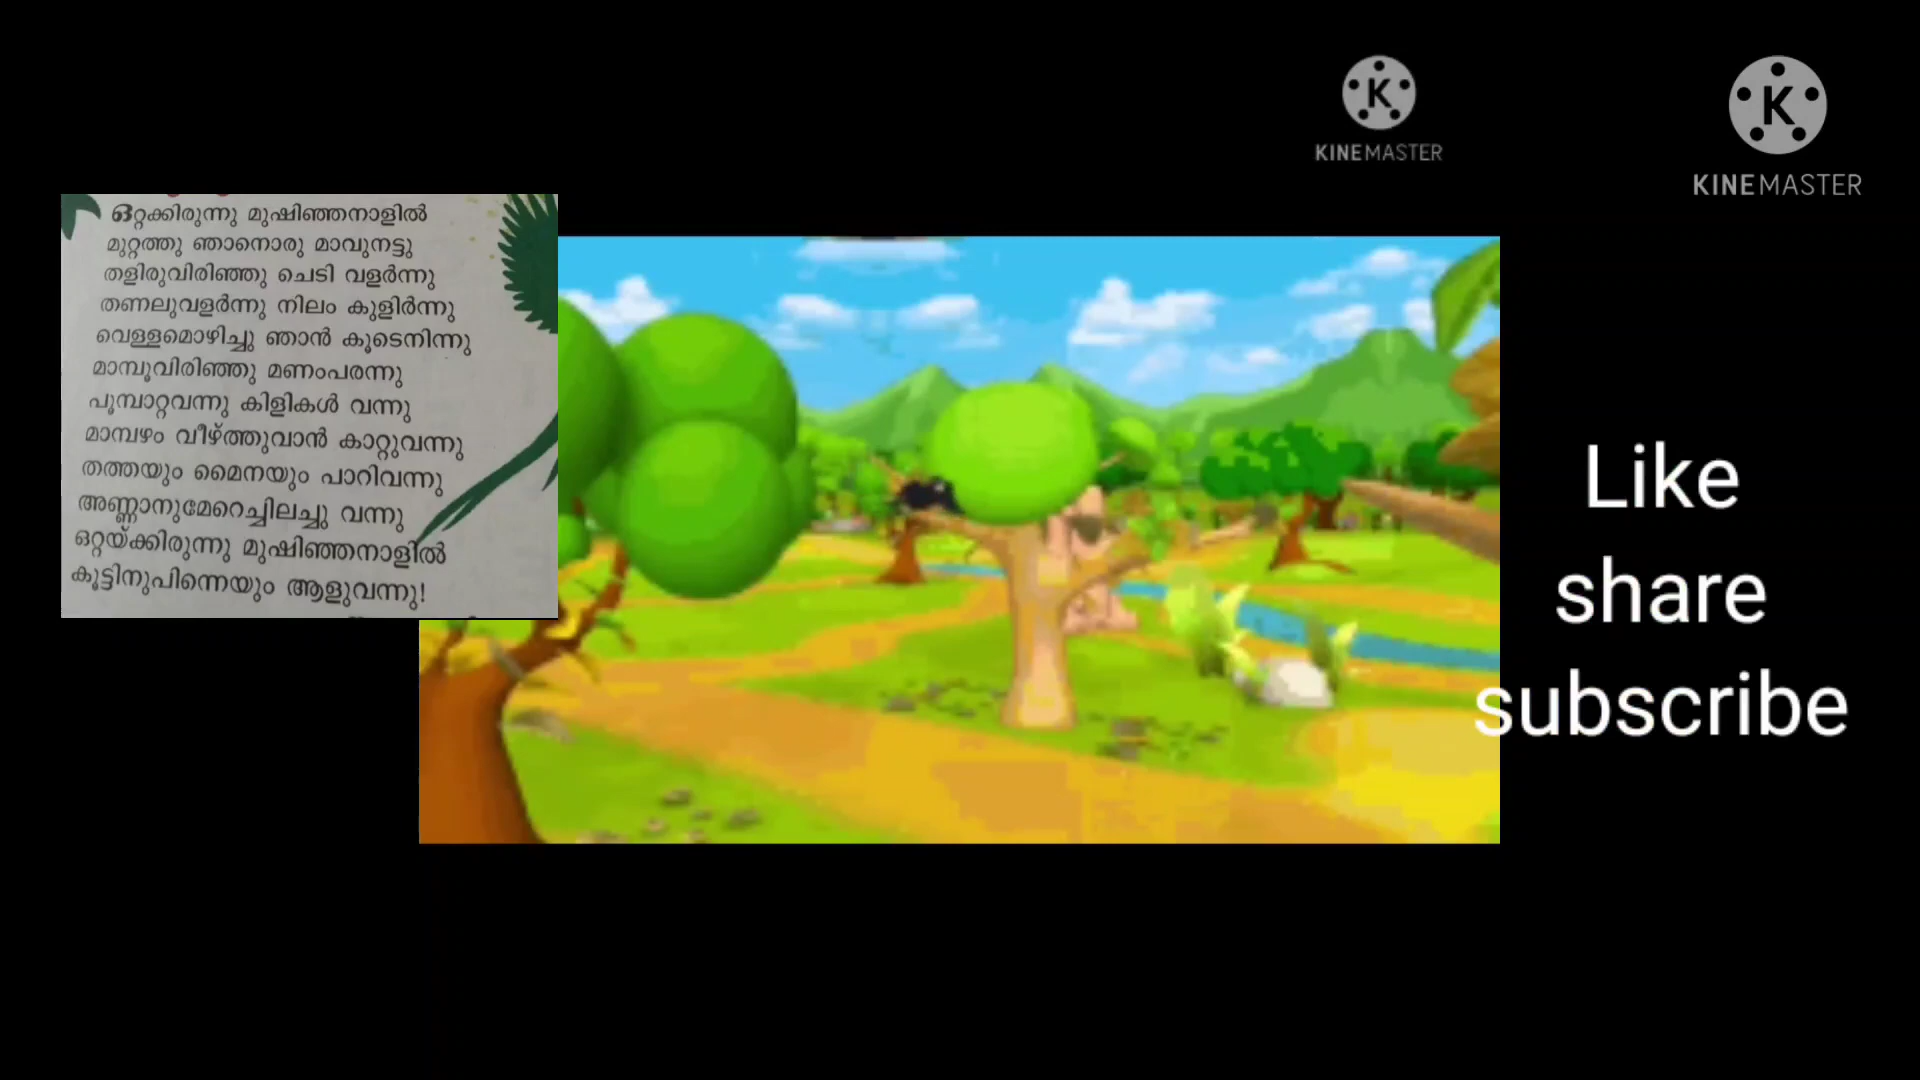 ഒറ്റക്കിരുന്നു മുഷിഞ്ഞനാളിൽ
മുറ്റത്തു ഞാനൊരു മാവുനട്ടു
തളിരുവിരിഞ്ഞു ചെടി വളർന്നു
തണലുവളർന്നു നിലം കുളിർന്നു
വെള്ളമൊഴിച്ചു ഞാൻ കൂടെനിന്നു
മാമ്പൂവിരിഞ്ഞു മണംപരന്നു
പൂമ്പാറ്റവന്നു കിളികൾ വന്നു
മാമ്പഴം വീഴ്ത്തുവാൻ കാറ്റുവന്നു
തത്തയും മൈനയും പാറിവന്നു
അണ്ണാനുമേറെച്ചിലച്ചു വന്നു
ഒറ്റയ്ക്കിരുന്നു മുഷിഞ്ഞനാളിൽ
കൂട്ടിനുപിന്നെയും ആളുവന്നു!
K
KINEMASTER
K
KINEMASTER
Like
share
subscribe